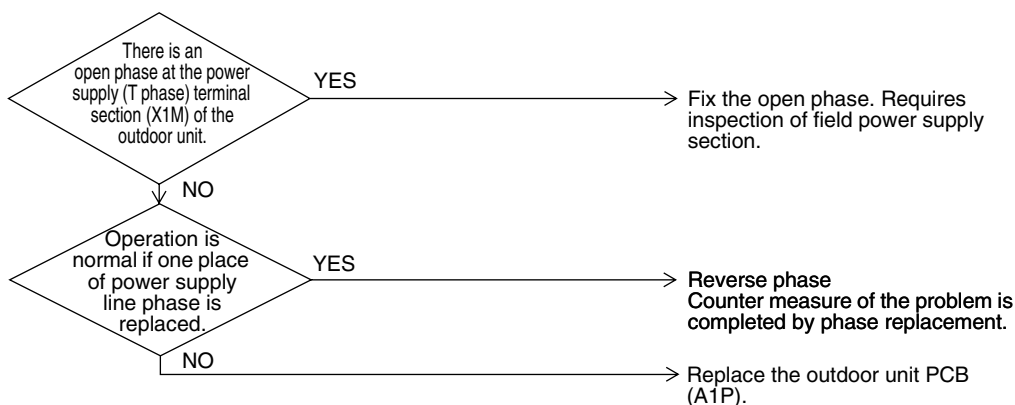 There is an
open phase at the power
supply (T phase) terminal
section (X1M) of the
outdoor unit.
YES
Fix the open phase. Requires
inspection of field power supply
section.
NO
Operation is
normal if one place
of power supply
line phase is
replaced.
YES
Reverse phase
Counter measure of the problem is
completed by phase replacement.
NO
Replace the outdoor unit PCB
(A1P).